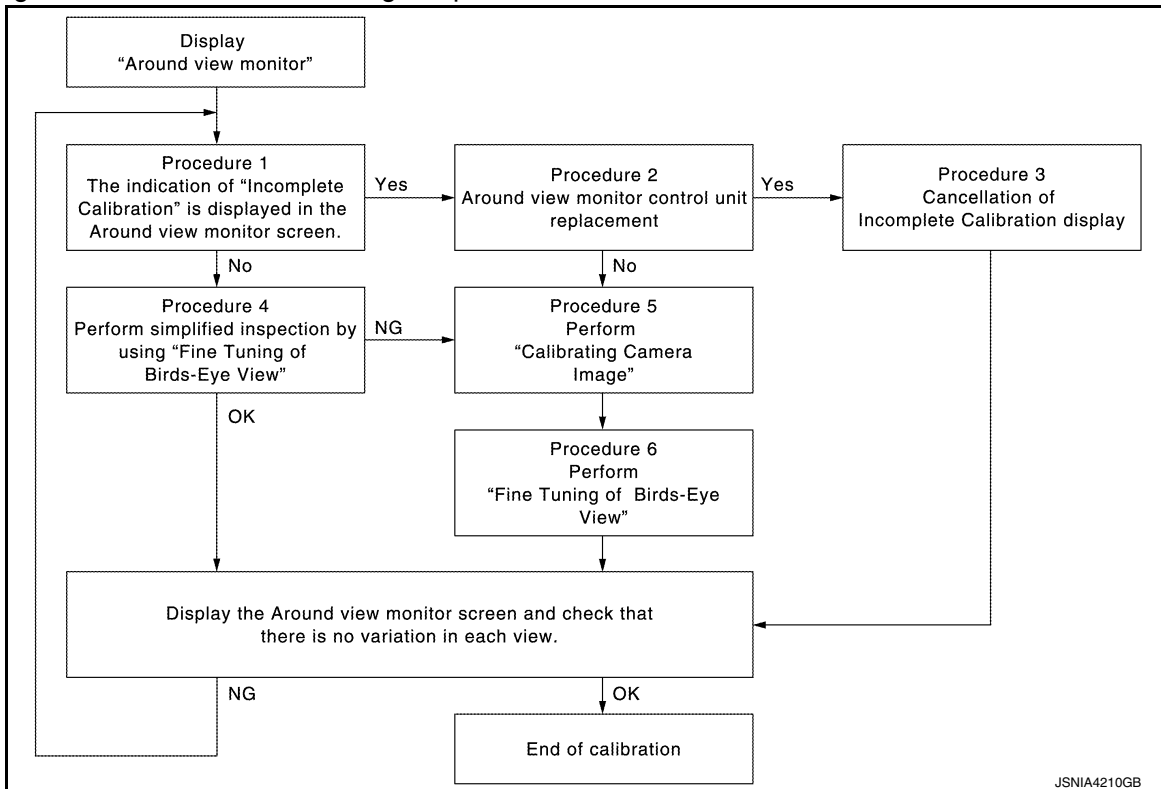 Display
“Around view monitor”
Procedure 1
The indication of “Incomplete
Calibration” is displayed in the
Around view monitor screen.
Yes
Procedure 2
Around view monitor control unit
replacement
Yes
Procedure 3
Cancellation of
Incomplete Calibration display
No
No
Procedure 4
Perform simplified inspection by
using “Fine Tuning of
Birds-Eye View”
NG
Procedure 5
Perform
“Calibrating Camera
Image”
OK
Procedure 6
Perform
“Fine Tuning of Birds-Eye
View”
Display the Around view monitor screen and check that
there is no variation in each view.
NG
OK
End of calibration
JSNIA4210GB